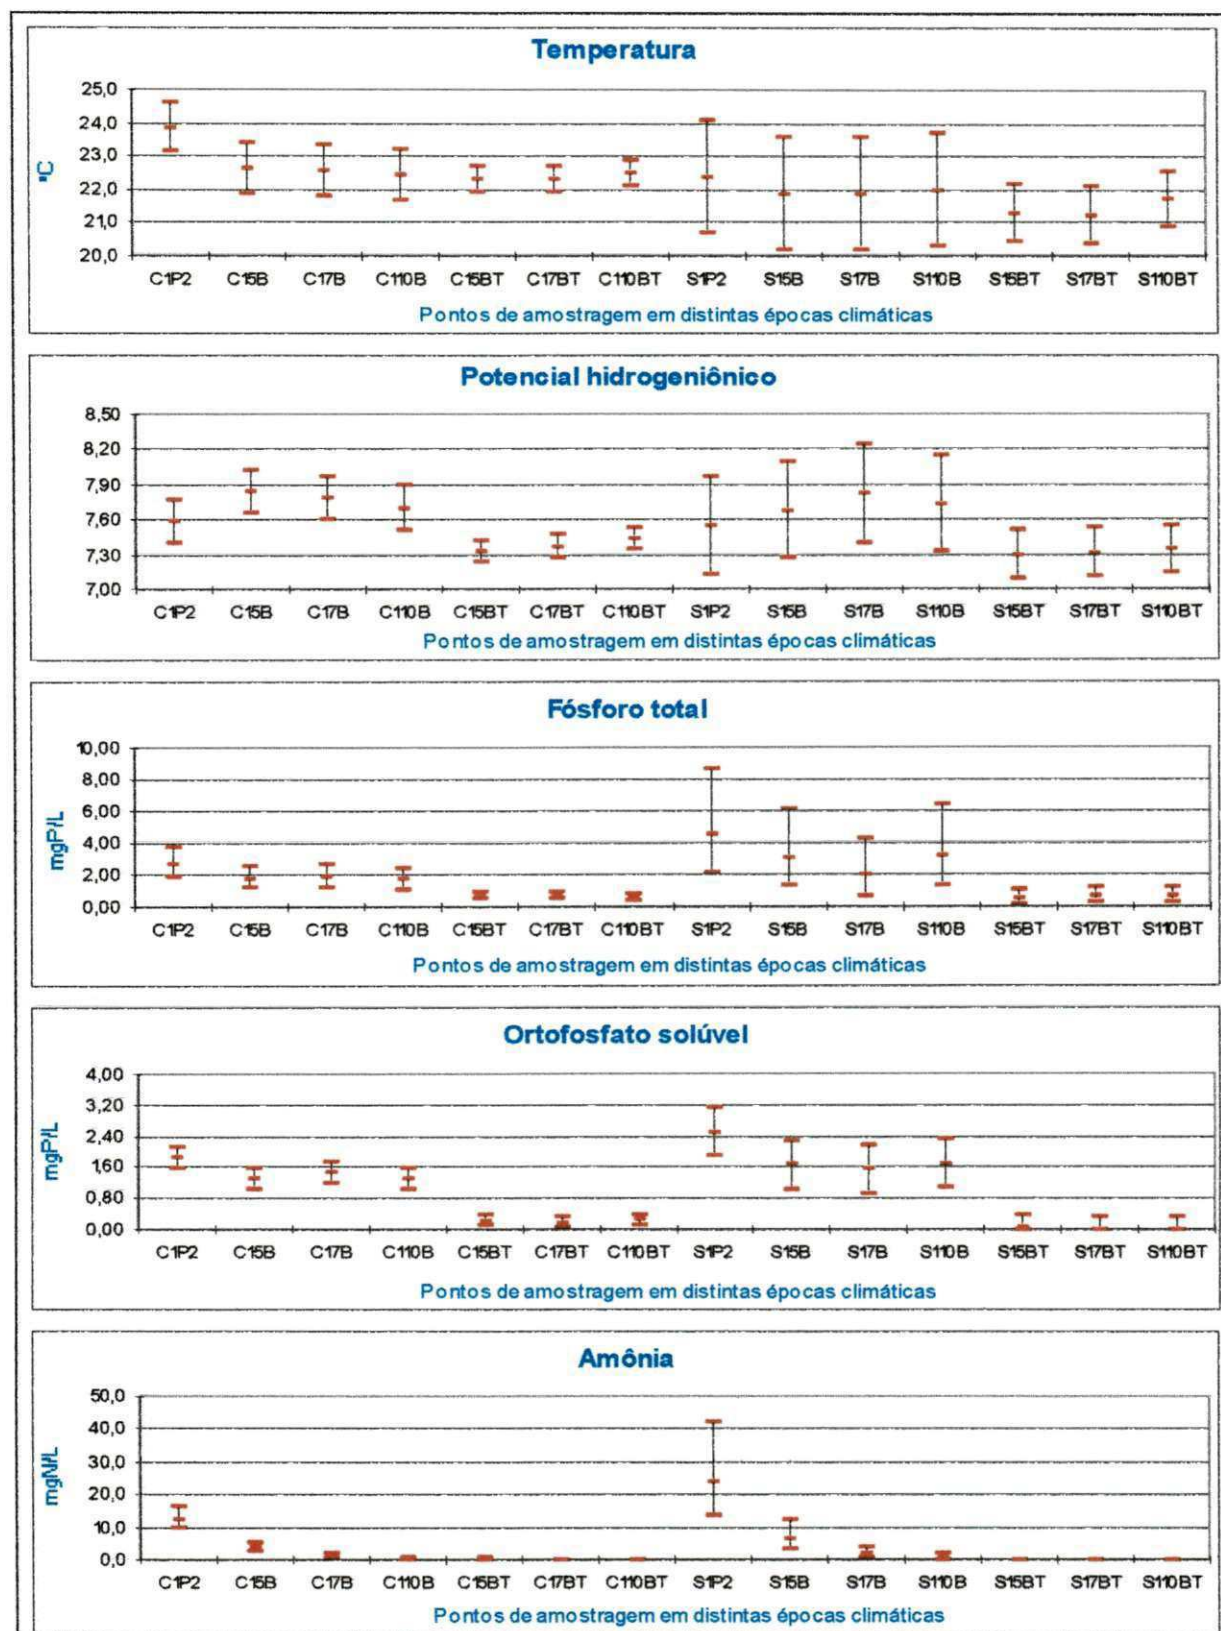 Temperatura
25,0
24,0
23,0
22,0
21,0
20,0
ºC
C1P2 C15B C17B C110B C15BT C17BT C110BT S1P2 S15B S17B S110B S15BT S17BT S110BT
Pontos de amostragem em distintas épocas climáticas
Potencial hidrogeniônico
8,50
8,20
7,90
7,60
7,30
7,00
C1P2 C15B C17B C110B C15BT C17BT C110BT S1P2 S15B S17B S110B S15BT S17BT S110BT
Pontos de amostragem em distintas épocas climáticas
Fósforo total
10,00
8,00
6,00
4,00
2,00
0,00
mgP/L
C1P2 C15B C17B C110B C15BT C17BT C110BT S1P2 S15B S17B S110B S15BT S17BT S110BT
Pontos de amostragem em distintas épocas climáticas
Ortofosfato solúvel
4,00
3,20
2,40
1,60
0,80
0,00
mgP/L
C1P2 C15B C17B C110B C15BT C17BT C110BT S1P2 S15B S17B S110B S15BT S17BT S110BT
Pontos de amostragem em distintas épocas climáticas
Amônia
50,0
40,0
30,0
20,0
10,0
0,0
mgN/L
C1P2 C15B C17B C110B C15BT C17BT C110BT S1P2 S15B S17B S110B S15BT S17BT S110BT
Pontos de amostragem em distintas épocas climáticas